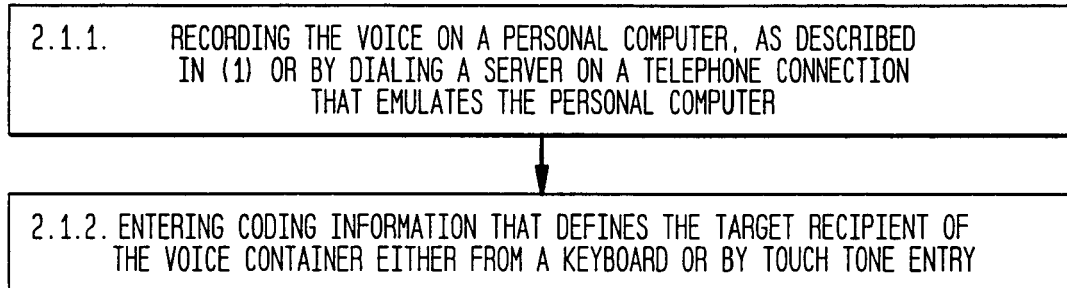 2.1.1. RECORDING THE VOICE ON A PERSONAL COMPUTER, AS DESCRIBED
IN (1) OR BY DIALING A SERVER ON A TELEPHONE CONNECTION
THAT EMULATES THE PERSONAL COMPUTER
2.1.2. ENTERING CODING INFORMATION THAT DEFINES THE TARGET RECIPIENT OF
THE VOICE CONTAINER EITHER FROM A KEYBOARD OR BY TOUCH TONE ENTRY